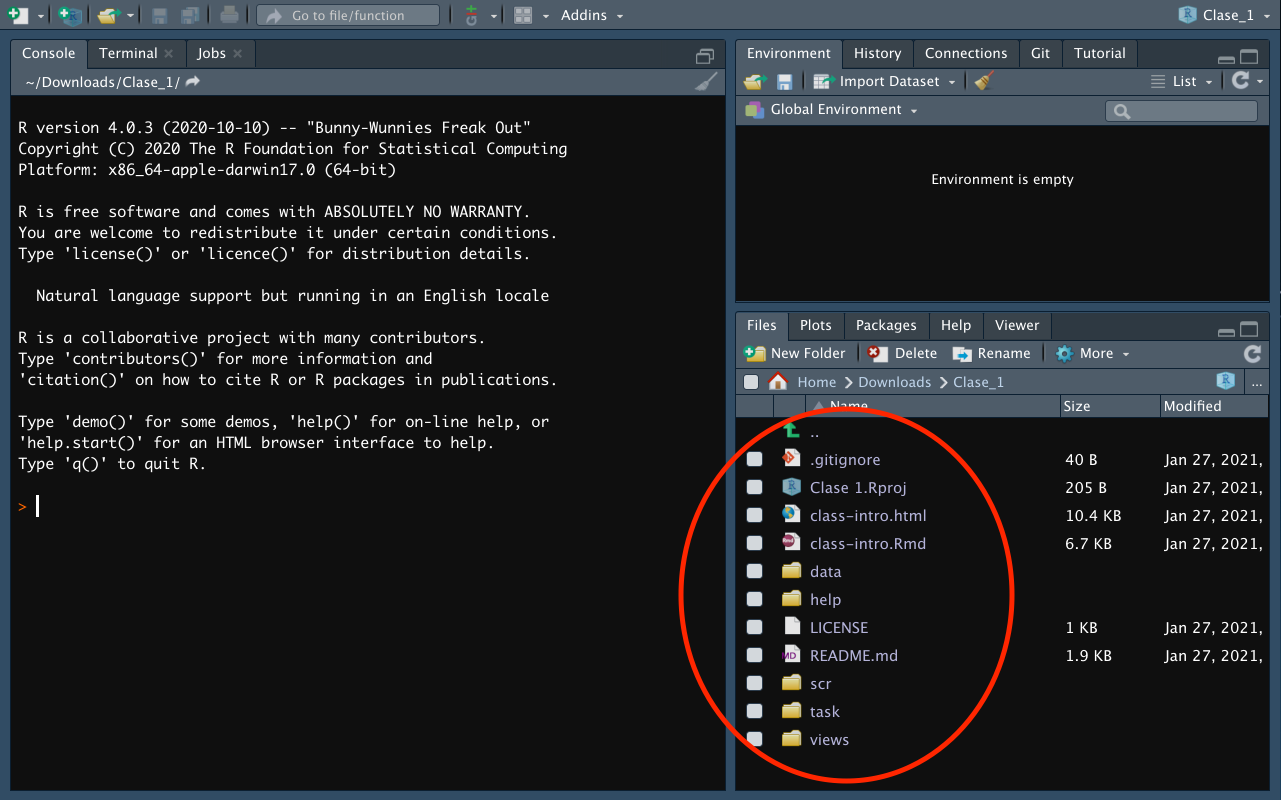 Go to file/function
Addins
Clase_1
Console Terminal Jobs
~/Downloads/Clase_1/
R version 4.0.3 (2020-10-10) -- "Bunny-Wunnies Freak Out"
Copyright (C) 2020 The R Foundation for Statistical Computing
Platform: x86_64-apple-darwin17.0 (64-bit)
R is free software and comes with ABSOLUTELY NO WARRANTY.
You are welcome to redistribute it under certain conditions.
Type 'license()' or 'licence()' for distribution details.
Natural language support but running in an English locale
R is a collaborative project with many contributors.
Type 'contributors()' for more information and
'citation()' on how to cite R or R packages in publications.
Type 'demo()' for some demos, 'help()' for on-line help, or
'help.start()' for an HTML browser interface to help.
Type 'q()' to quit R.
>
Environment History Connections Git Tutorial
Import Dataset List
Global Environment
Environment is empty
Files Plots Packages Help Viewer
New Folder Delete Rename More
Home Downloads Clase_1 ...
Name Size Modified
..
.gitignore 40 B Jan 27, 2021,
Clase 1.Rproj 205 B Jan 27, 2021,
class-intro.html 10.4 KB Jan 27, 2021,
class-intro.Rmd 6.7 KB Jan 27, 2021,
data
help
LICENSE 1 KB Jan 27, 2021,
README.md 1.9 KB Jan 27, 2021,
scr
task
views